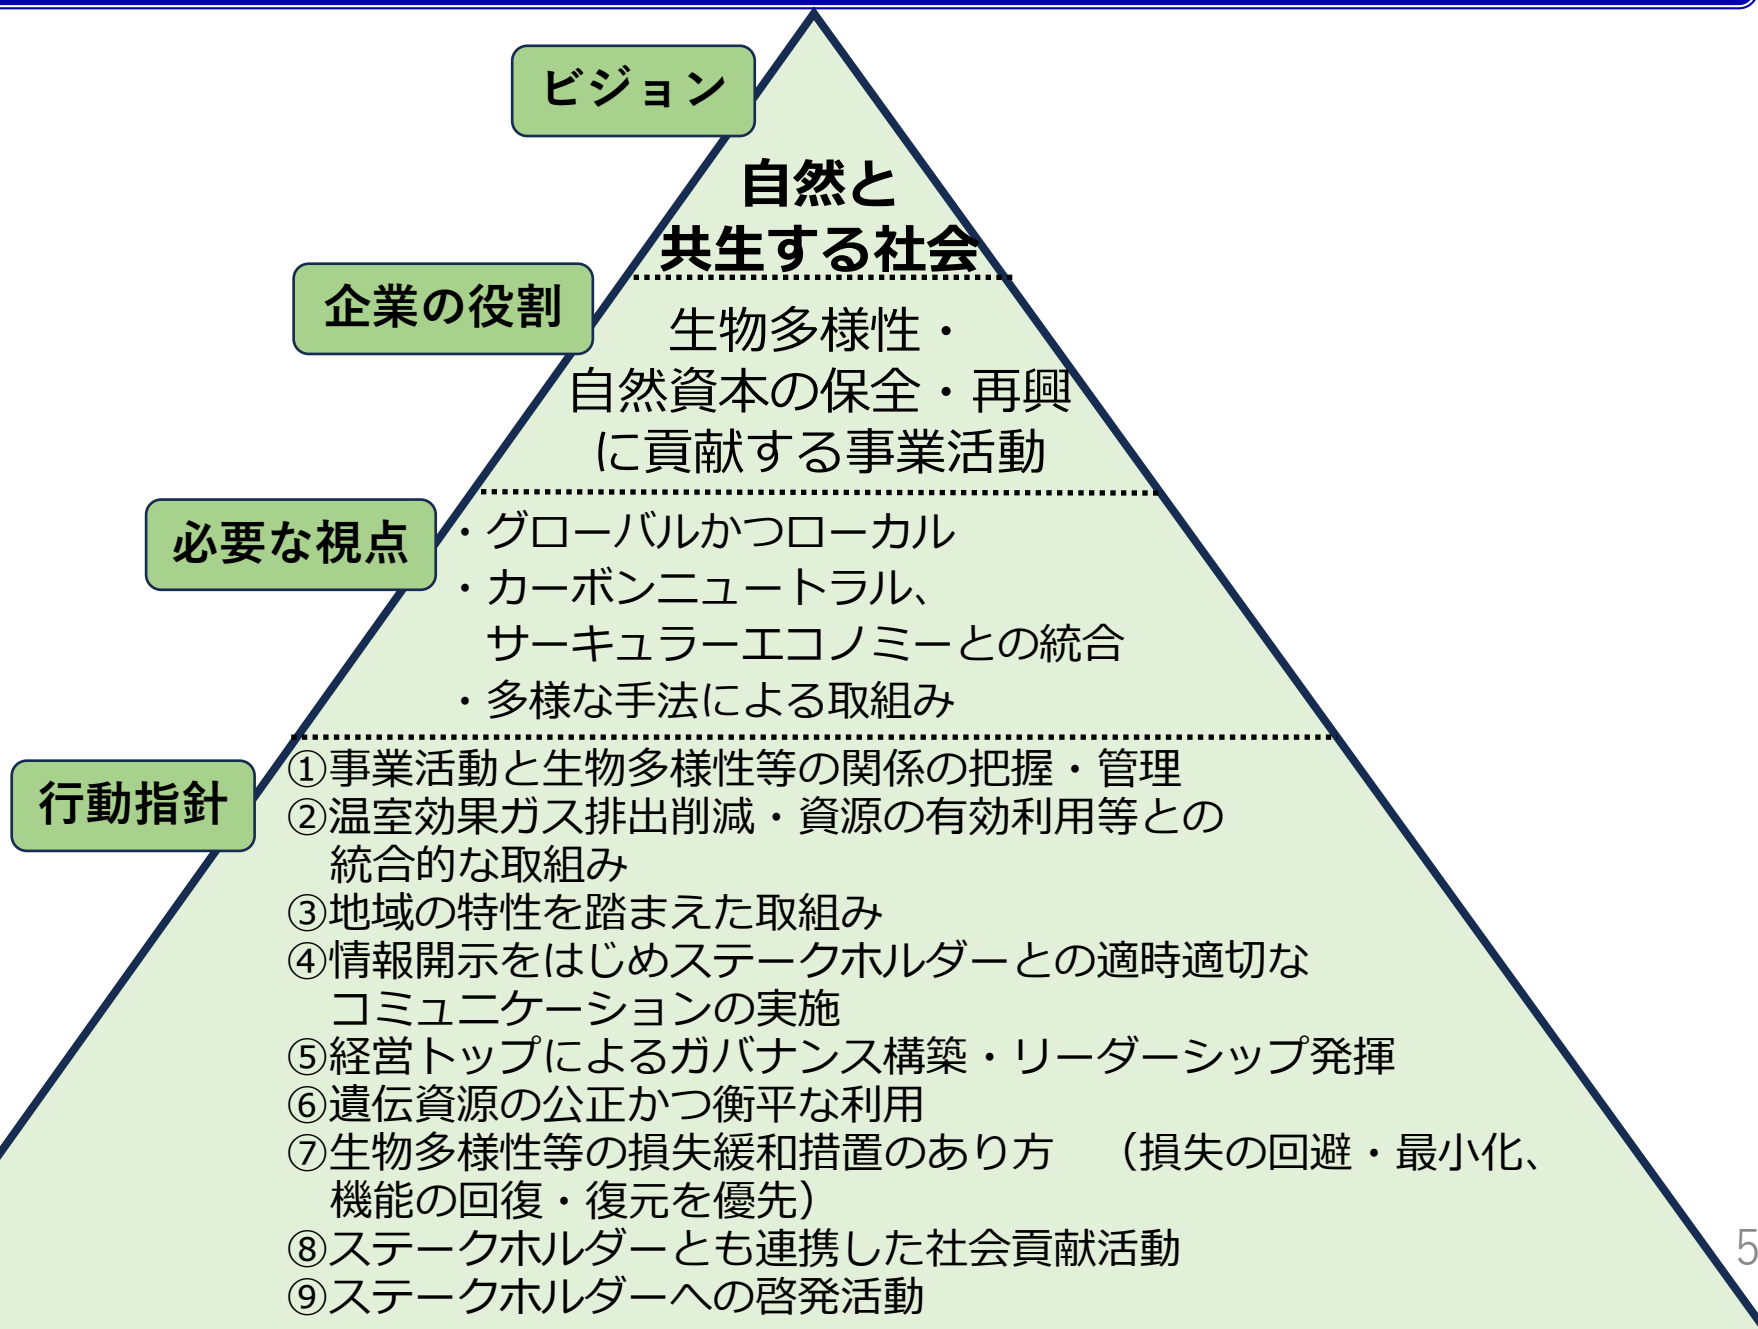 ビジョン
自然と
共生する社会
企業の役割
生物多様性・
自然資本の保全・再興
に貢献する事業活動
必要な視点
・グローバルかつローカル
・カーボンニュートラル、
サーキュラーエコノミーとの統合
・多様な手法による取組み
行動指針
①事業活動と生物多様性等の関係の把握・管理
②温室効果ガス排出削減・資源の有効利用等との
統合的な取組み
③地域の特性を踏まえた取組み
④情報開示をはじめステークホルダーとの適時適切な
コミュニケーションの実施
⑤経営トップによるガバナンス構築・リーダーシップ発揮
⑥遺伝資源の公正かつ衡平な利用
⑦生物多様性等の損失緩和措置のあり方　（損失の回避・最小化、
機能の回復・復元を優先）
⑧ステークホルダーとも連携した社会貢献活動
⑨ステークホルダーへの啓発活動
5